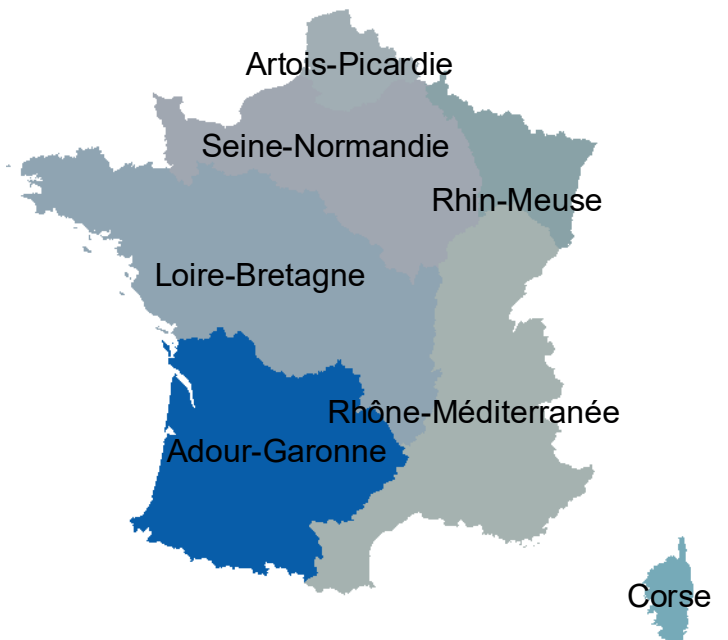 Artois-Picardie
Seine-Normandie
Rhin-Meuse
Loire-Bretagne
Rhône-Méditerranée
Adour-Garonne
Corse